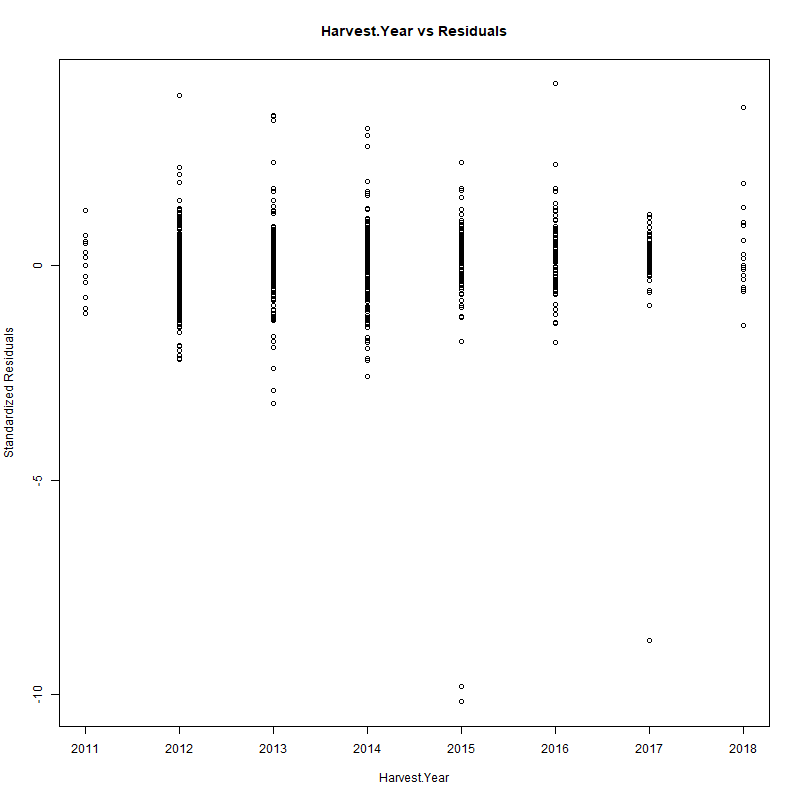 Harvest.Year vs Residuals
Standardized Residuals
0
-5
-10
2011 2012 2013 2014 2015 2016 2017 2018
Harvest.Year